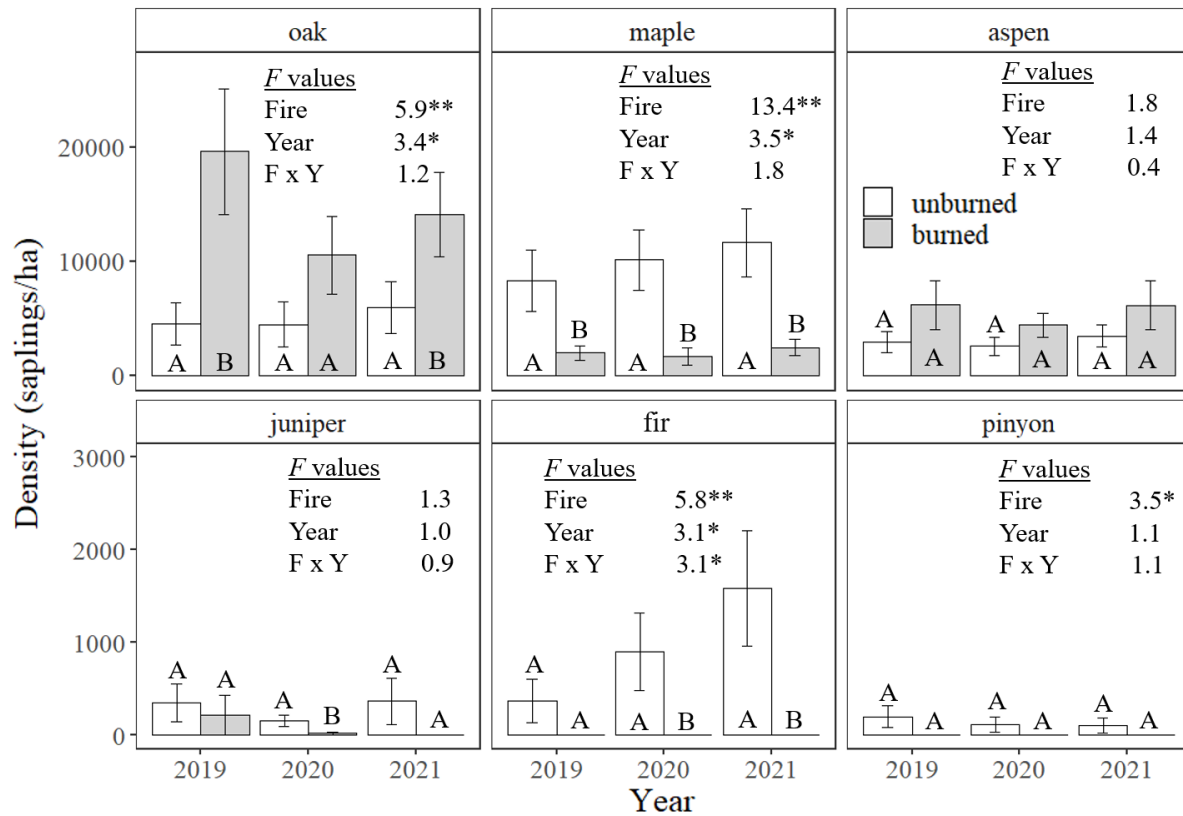 oak
maple
aspen
F values
Fire 5.9**
Year 3.4*
F x Y 1.2
F values
Fire 13.4**
Year 3.5*
F x Y 1.8
F values
Fire 1.8
Year 1.4
F x Y 0.4
unburned
burned
20000
10000
0
A B A A A B
A B A B A B
A A A A A A
Density (saplings/ha)
juniper
fir
pinyon
F values
Fire 1.3
Year 1.0
F x Y 0.9
F values
Fire 5.8**
Year 3.1*
F x Y 3.1*
F values
Fire 3.5*
Year 1.1
F x Y 1.1
3000
2000
1000
0
A A A B A A
A A A B A B
A A A A A A
2019 2020 2021
2019 2020 2021
2019 2020 2021
Year